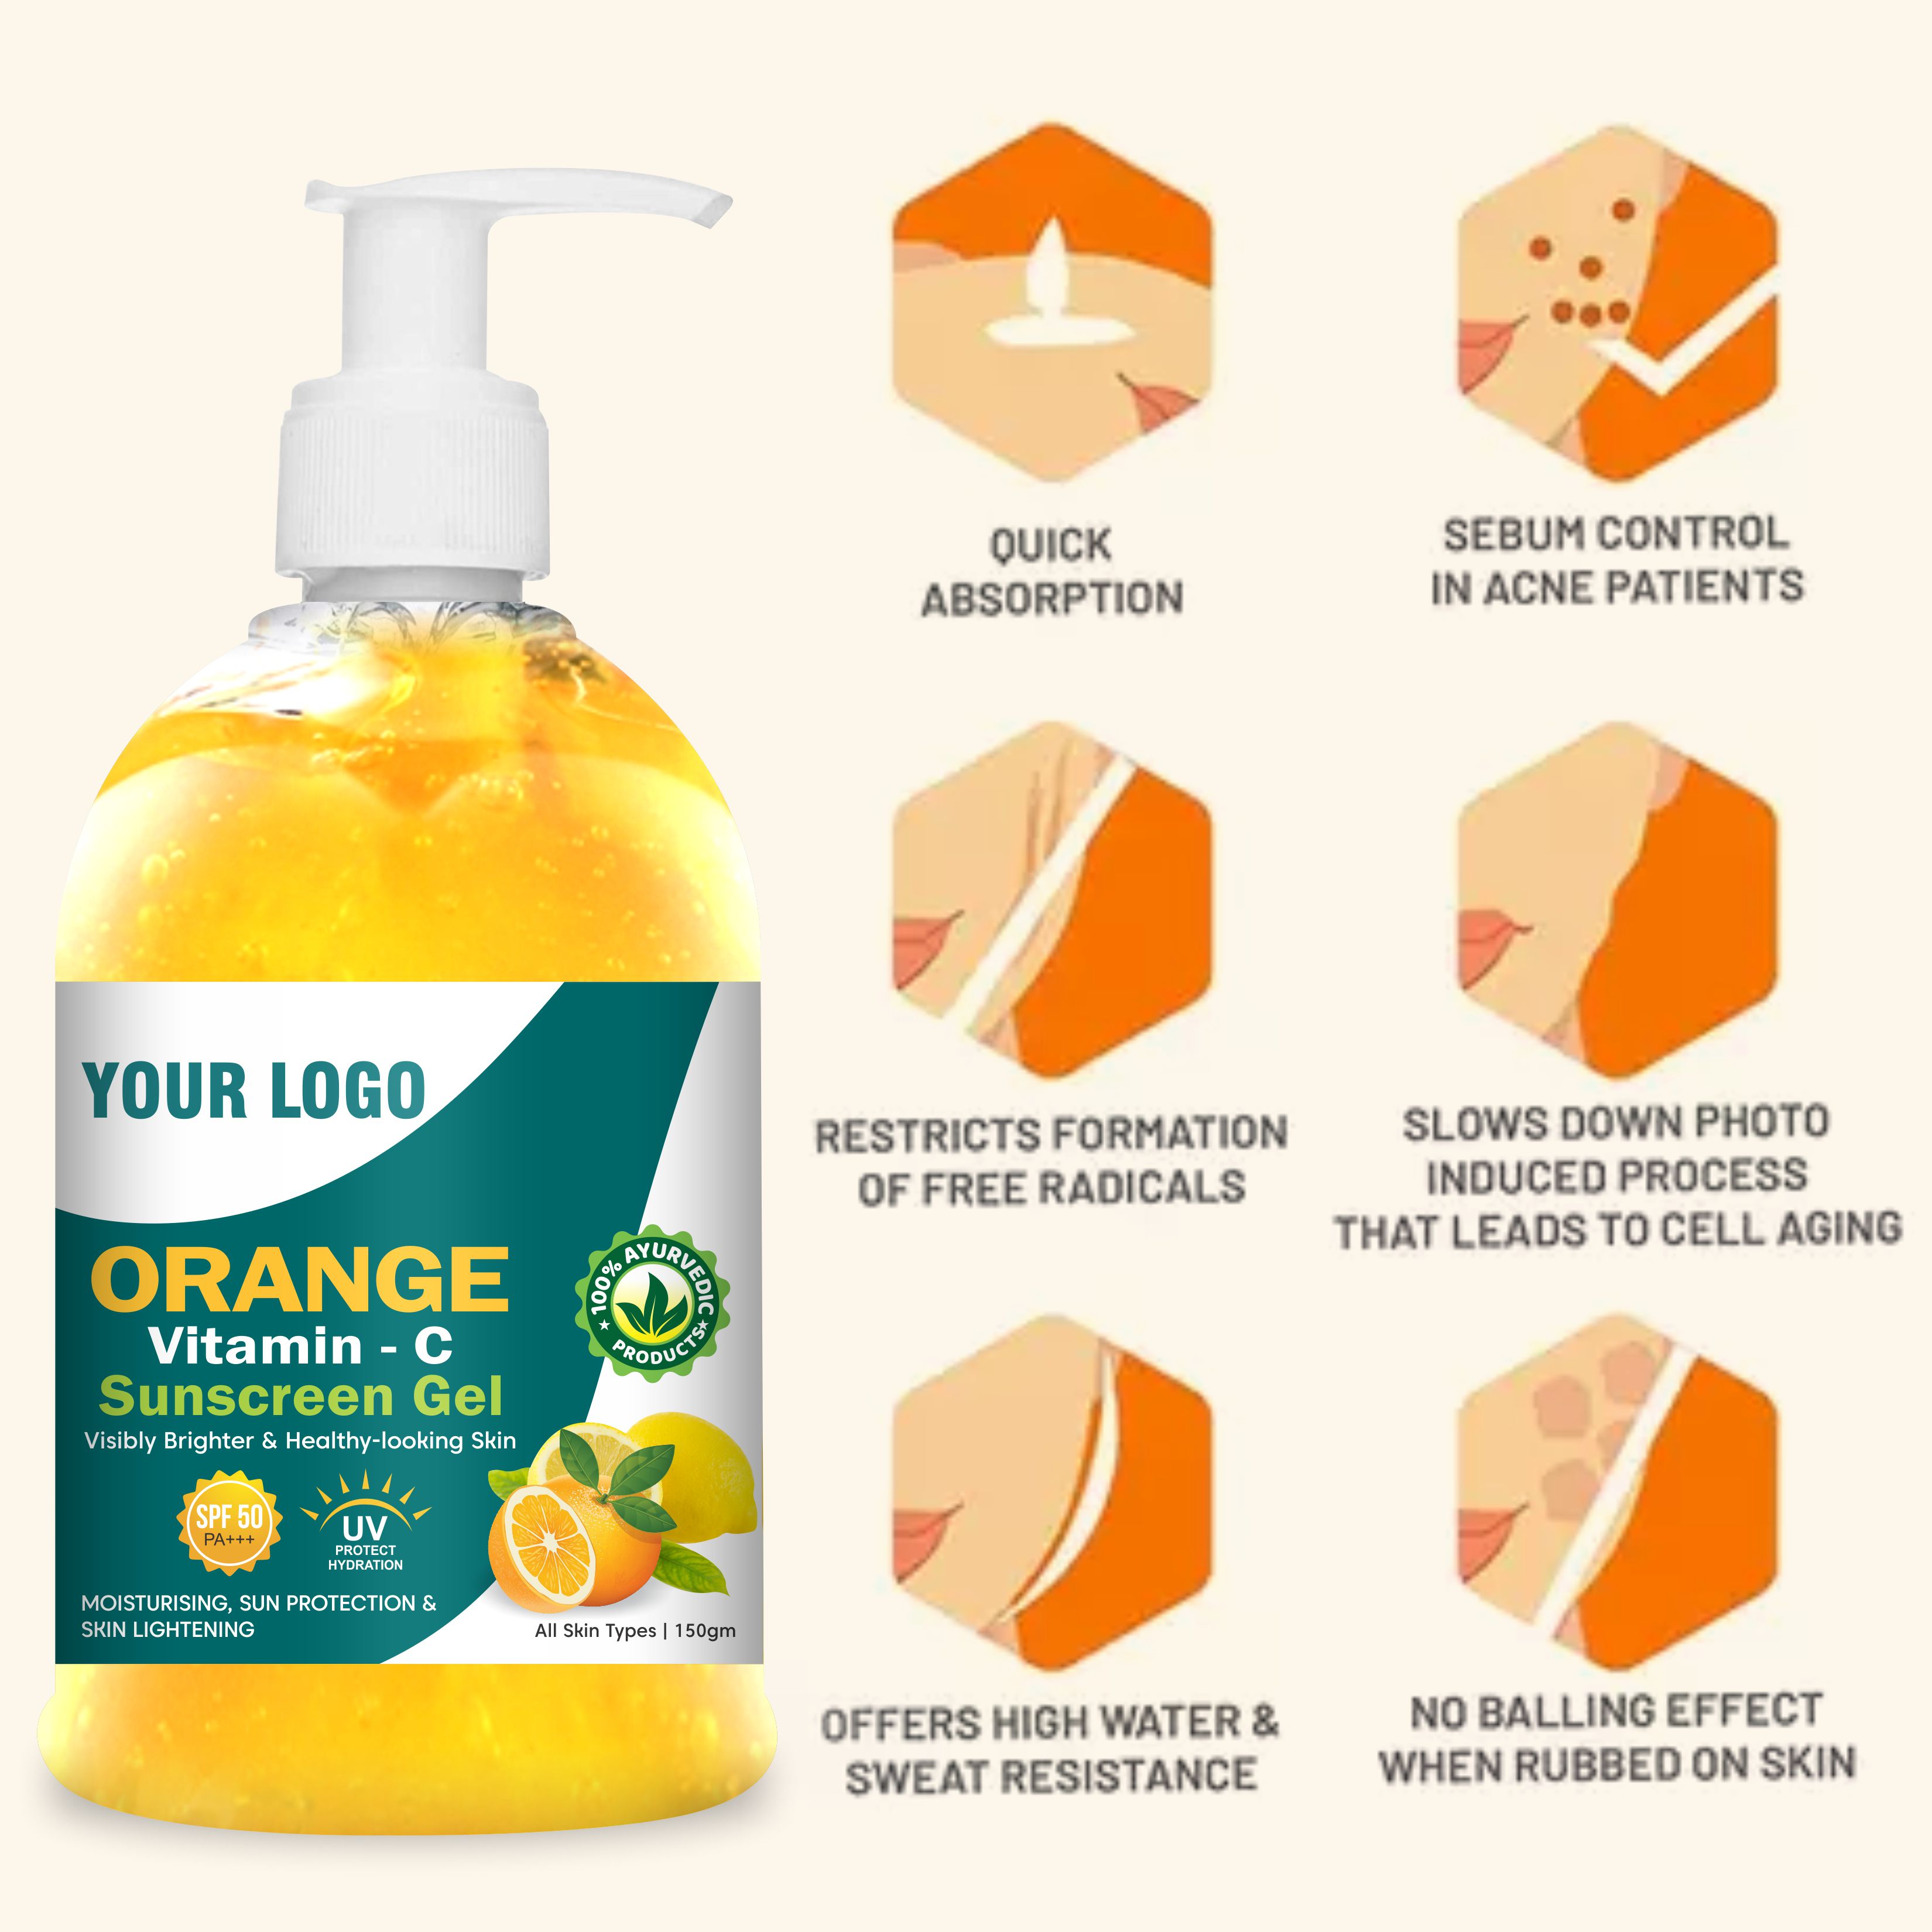 QUICK
ABSORPTION
SEBUM CONTROL
IN ACNE PATIENTS
RESTRICTS FORMATION
OF FREE RADICALS
SLOWS DOWN PHOTO
INDUCED PROCESS
THAT LEADS TO CELL AGING
OFFERS HIGH WATER &
SWEAT RESISTANCE
NO BALLING EFFECT
WHEN RUBBED ON SKIN
YOUR LOGO
ORANGE
Vitamin - C
Sunscreen Gel
Visibly Brighter & Healthy-looking Skin
100% AYURVEDIC
PRODUCTS
SPF 50
PA+++
UV
PROTECT
HYDRATION
MOISTURISING, SUN PROTECTION &
SKIN LIGHTENING
All Skin Types | 150gm